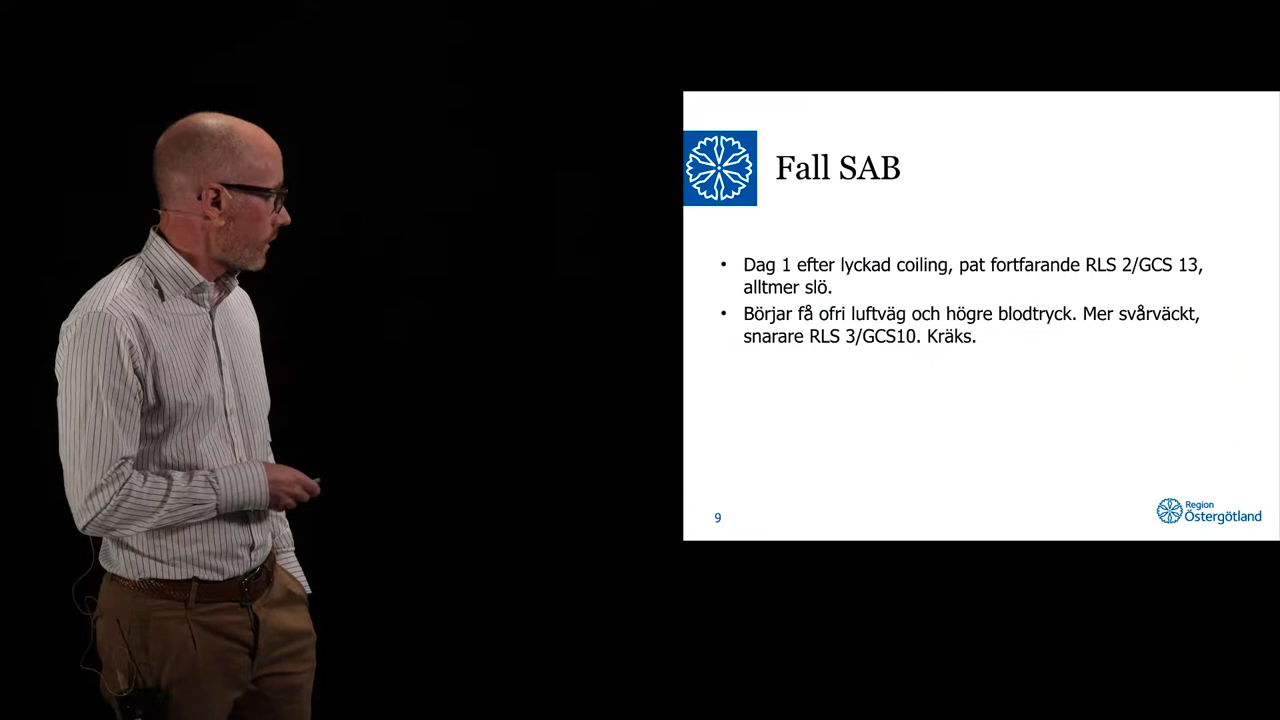 Fall SAB
• Dag 1 efter lyckad coiling, pat fortfarande RLS 2/GCS 13,
alltmer slö.
• Börjar få ofri luftväg och högre blodtryck. Mer svårväckt,
snarare RLS 3/GCS10. Kräks.
9
Region
Östergötland